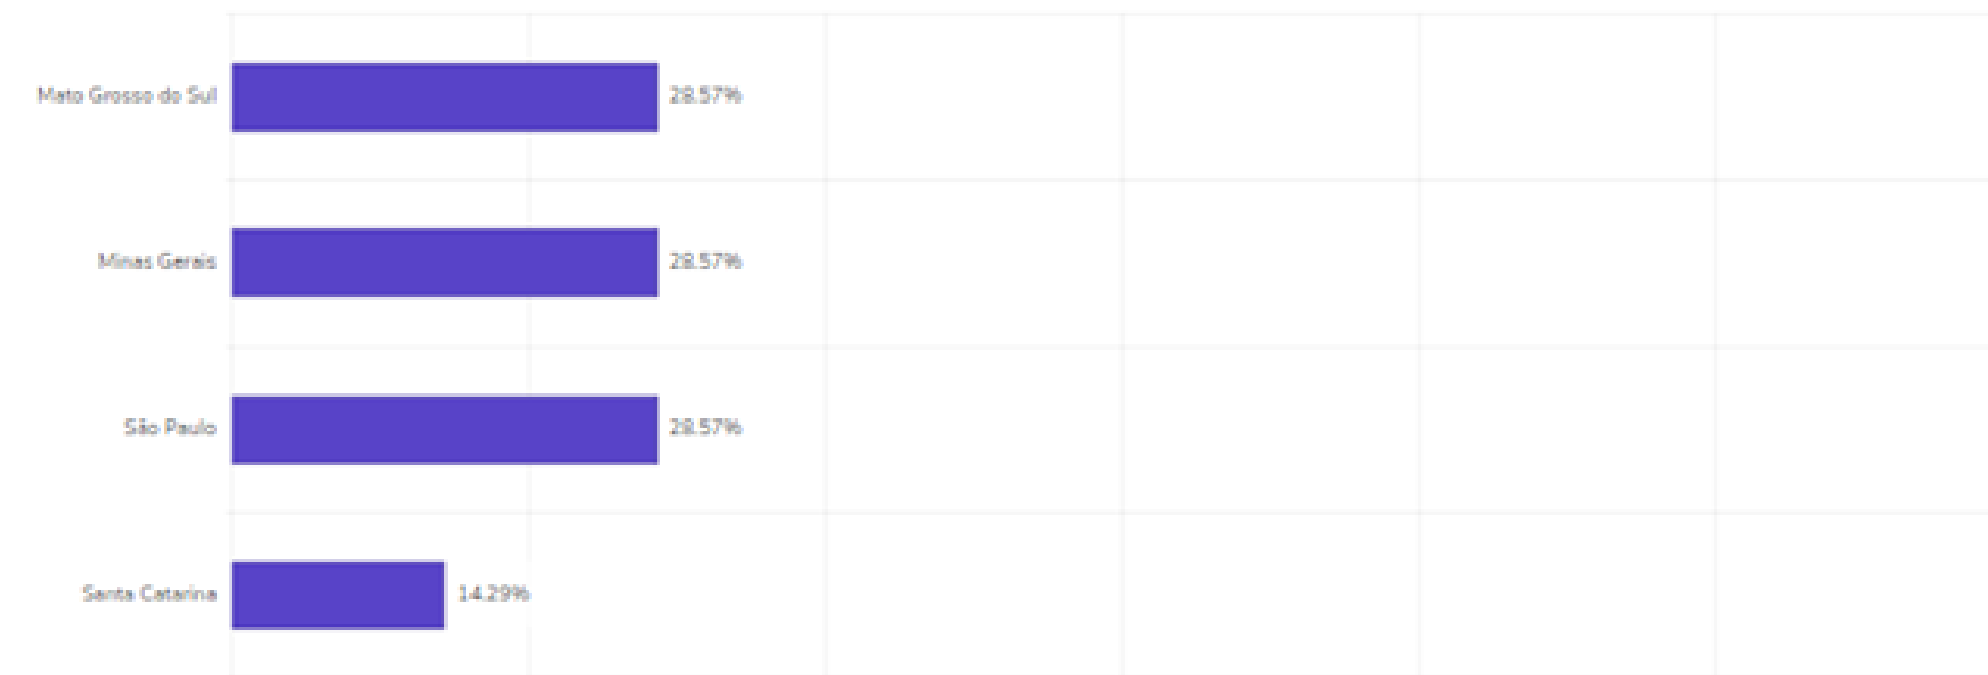 Mato Grosso do Sul 28.57%
Minas Gerais 28.57%
São Paulo 28.57%
Santa Catarina 14.29%